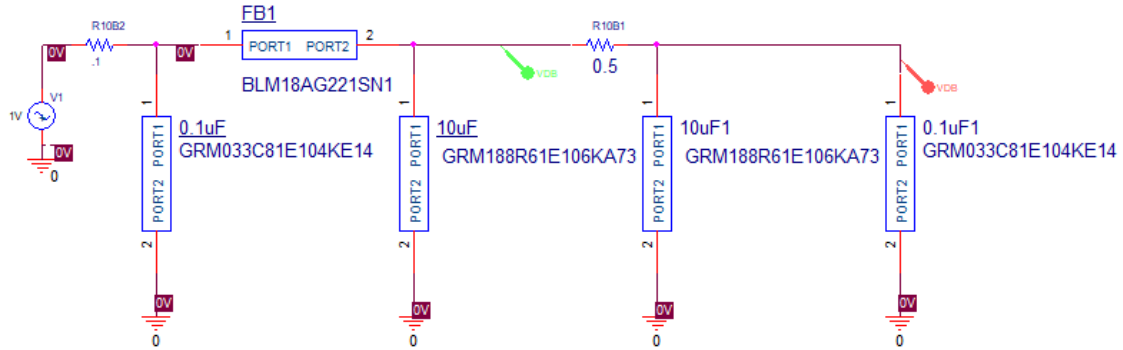 FB1
R10B2
.1
0V
0V
1
PORT1 PORT2
2
BLM18AG221SN1
VDB
R10B1
0.5
VDB
V1
1V
0V
0
1
PORT1
PORT2
2
0.1uF
GRM033C81E104KE14
0V
0
1
PORT1
PORT2
2
10uF
GRM188R61E106KA73
0V
0
1
PORT1
PORT2
2
10uF1
GRM188R61E106KA73
0V
0
1
PORT1
PORT2
2
0.1uF1
GRM033C81E104KE14
0V
0